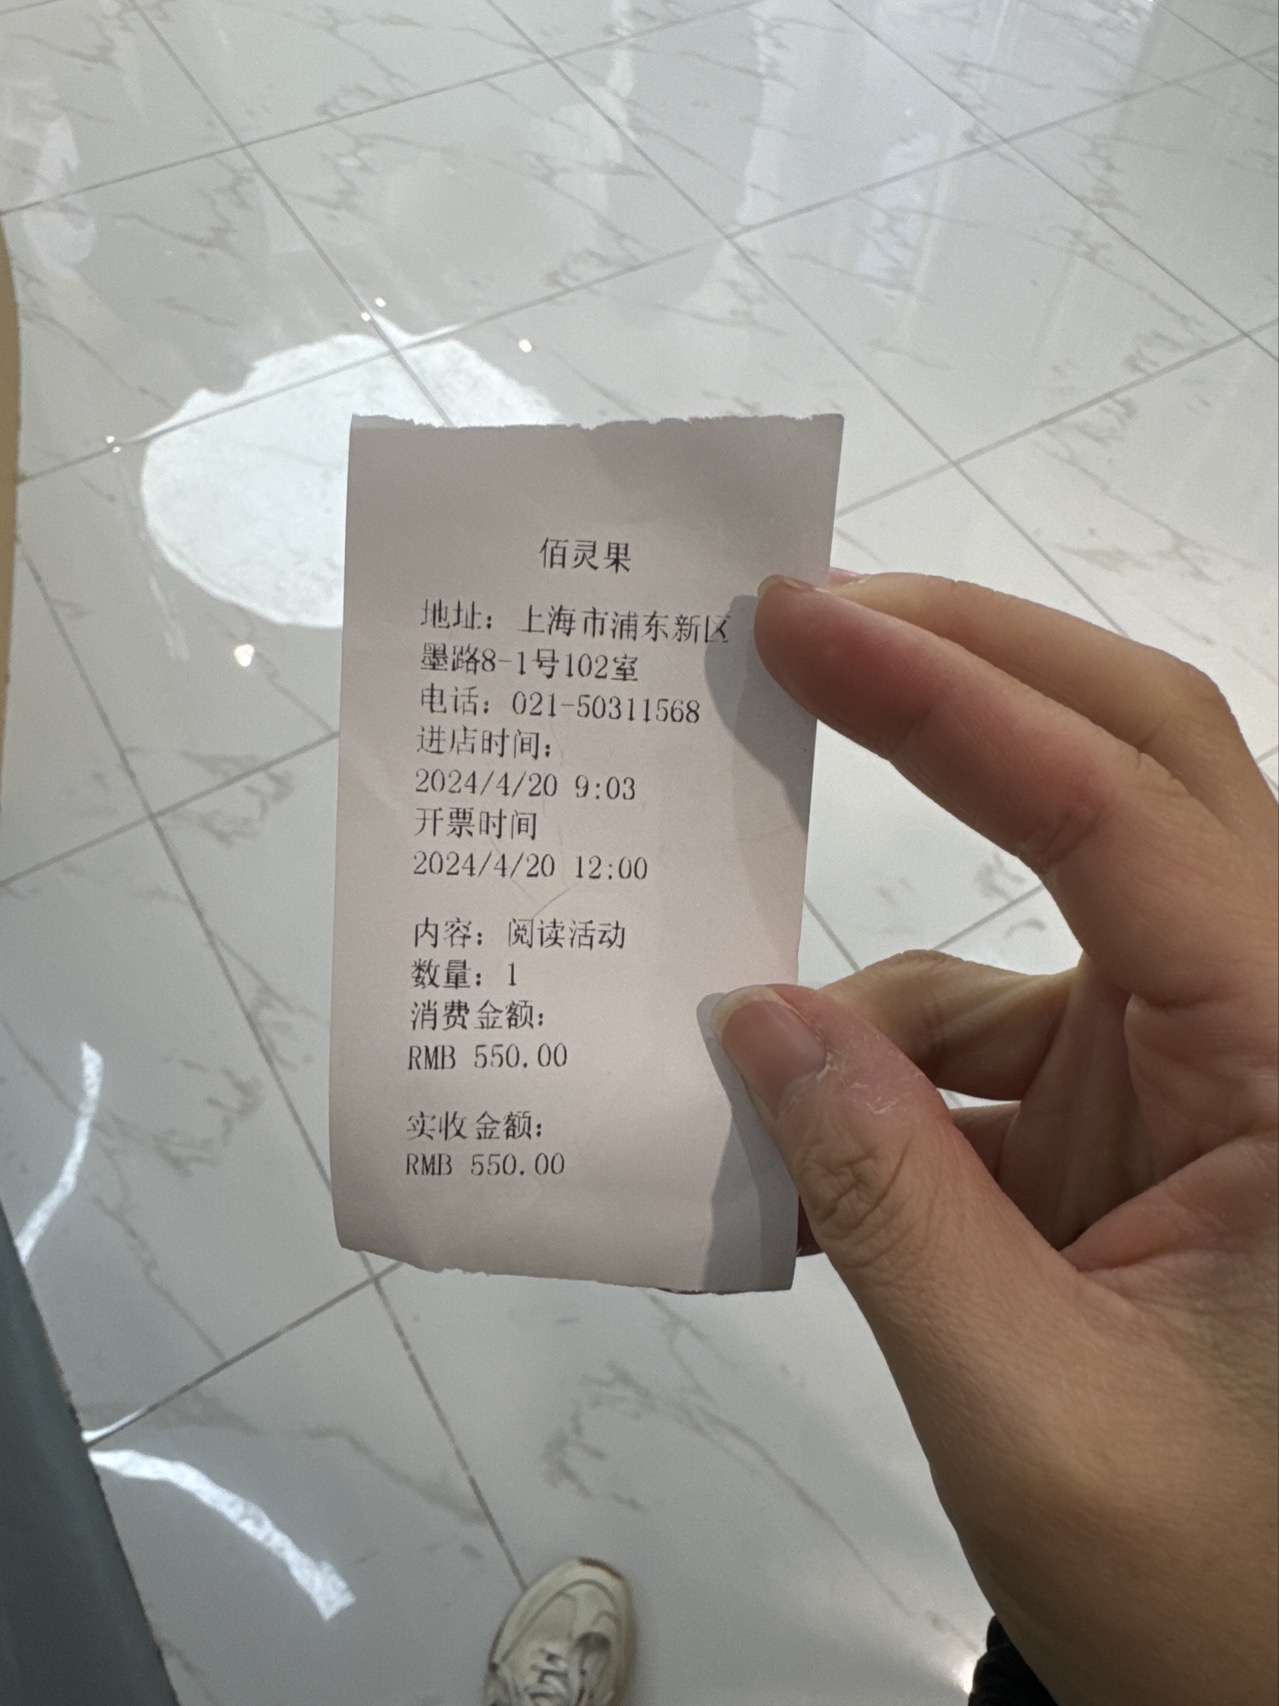 佰灵果
地址：上海市浦东新区
墨路8-1号102室
电话：021-50311568
进店时间：
2024/4/20 9:03
开票时间
2024/4/20 12:00
内容：阅读活动
数量：1
消费金额：
RMB 550.00
实收金额：
RMB 550.00